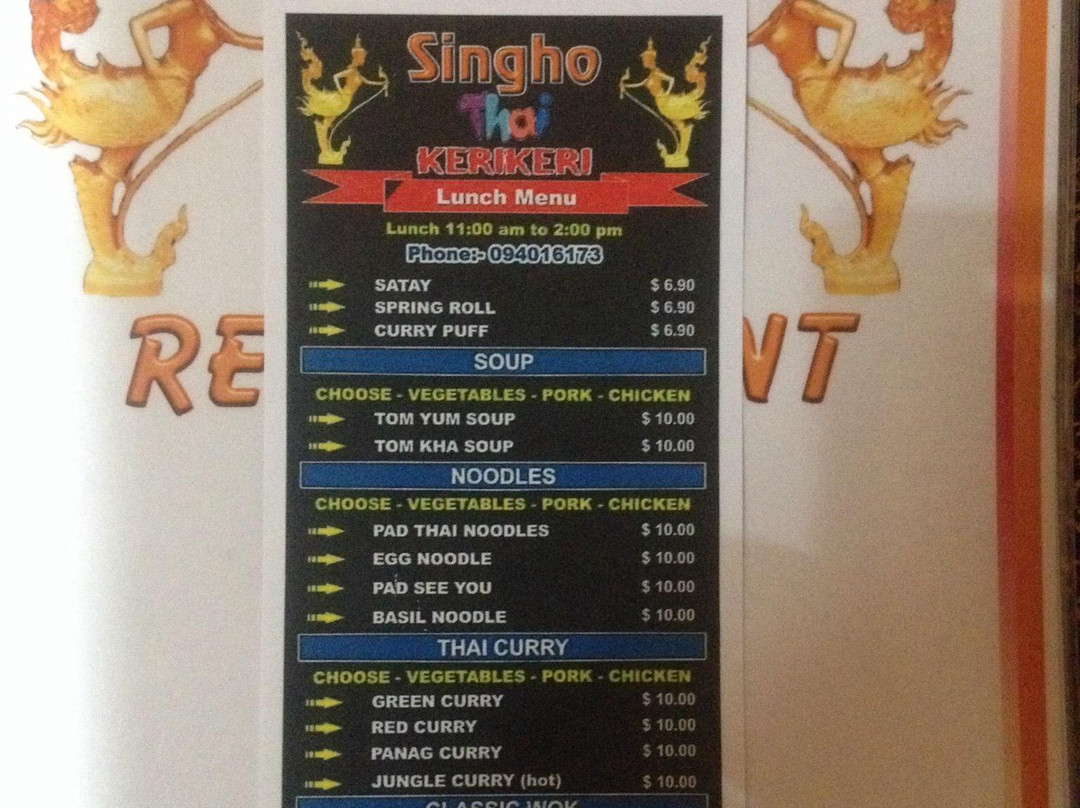 Singho
Thai
KERIKERI
Lunch Menu
Lunch 11:00 am to 2:00 pm
Phone:- 094016173
SATAY $ 6.90
SPRING ROLL $ 6.90
CURRY PUFF $ 6.90
SOUP
CHOOSE - VEGETABLES - PORK - CHICKEN
TOM YUM SOUP $ 10.00
TOM KHA SOUP $ 10.00
NOODLES
CHOOSE - VEGETABLES - PORK - CHICKEN
PAD THAI NOODLES $ 10.00
EGG NOODLE $ 10.00
PAD SEE YOU $ 10.00
BASIL NOODLE $ 10.00
THAI CURRY
CHOOSE - VEGETABLES - PORK - CHICKEN
GREEN CURRY $ 10.00
RED CURRY $ 10.00
PANAG CURRY $ 10.00
JUNGLE CURRY (hot) $ 10.00
CLASSIC WOK
RE NT